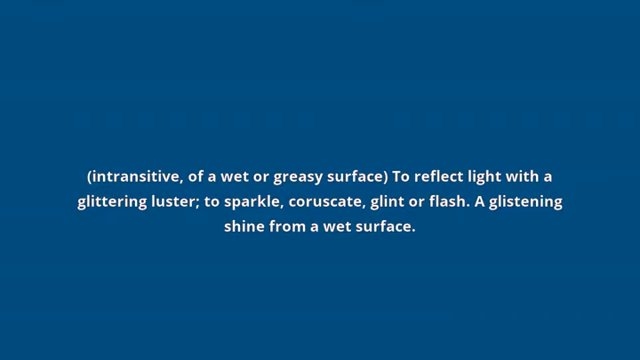 (intransitive, of a wet or greasy surface) To reflect light with a
glittering luster; to sparkle, coruscate, glint or flash. A glistening
shine from a wet surface.